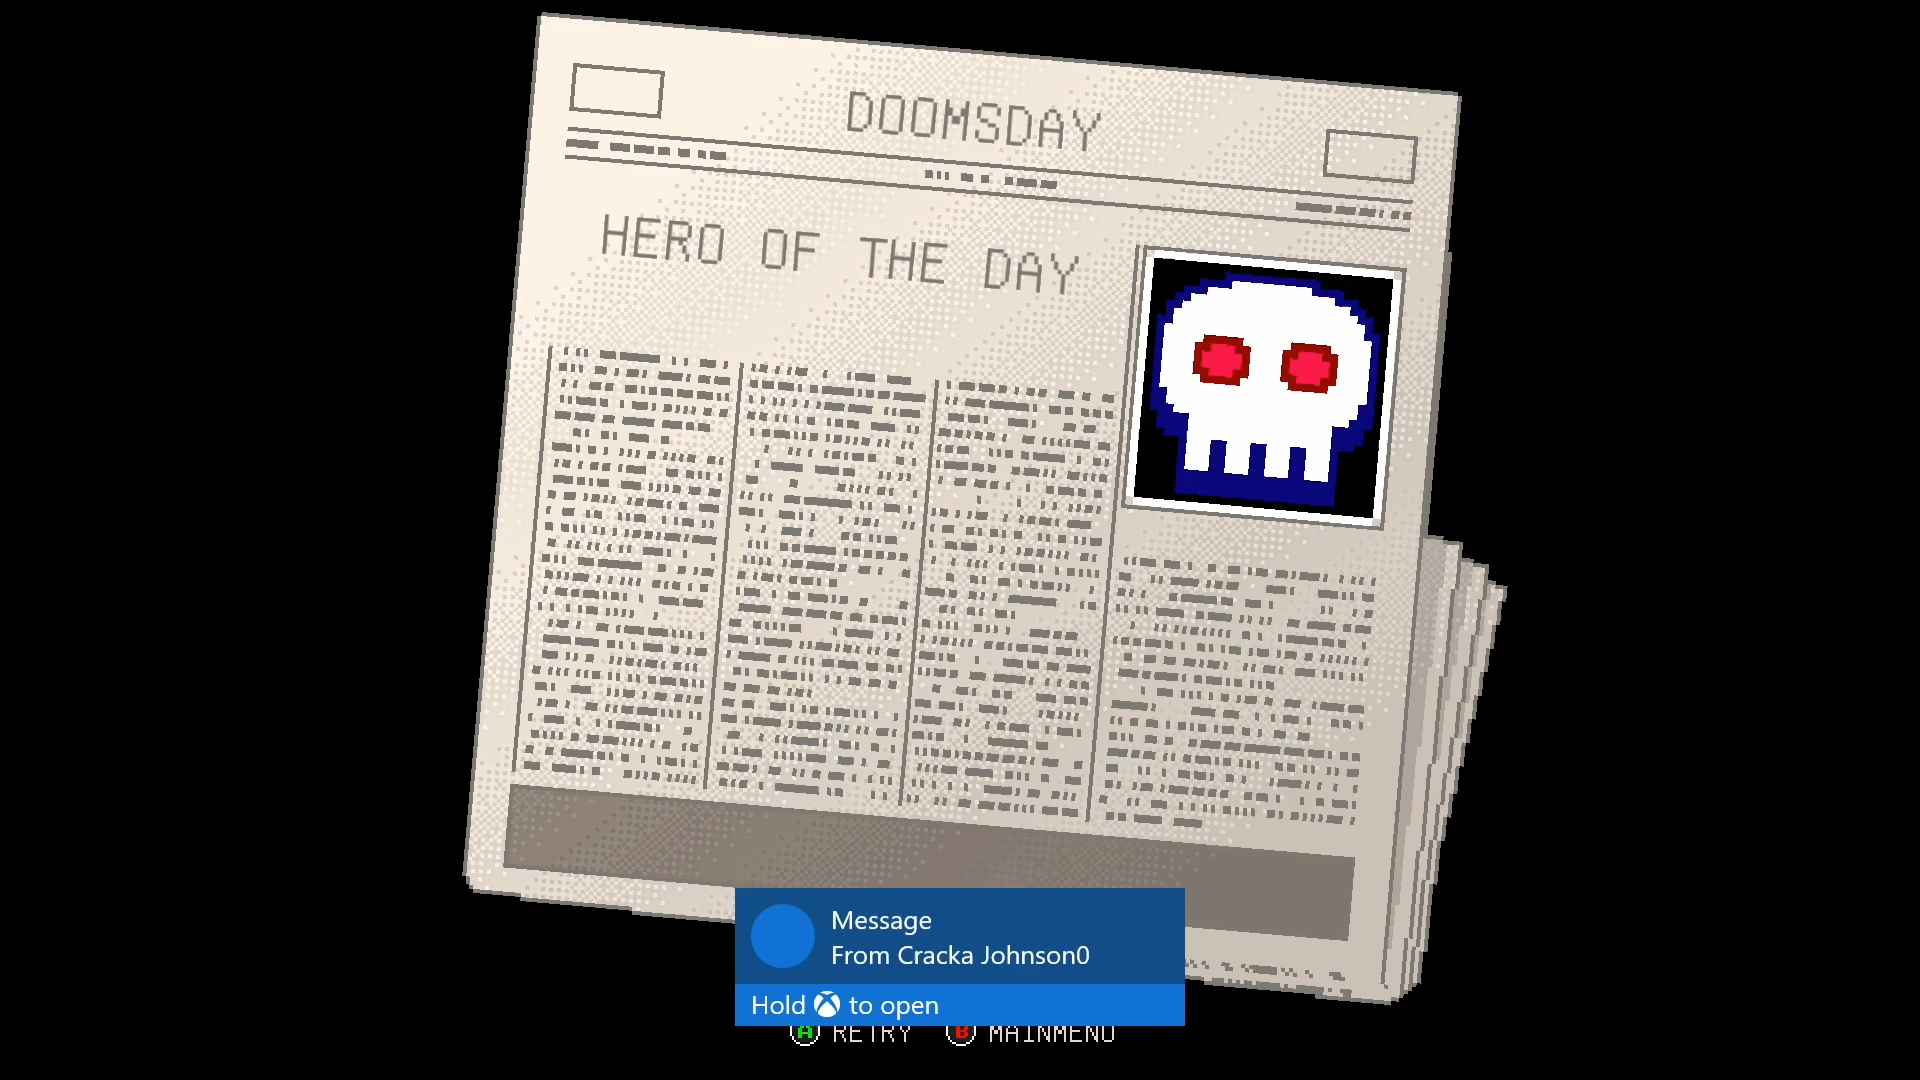 DOOMSDAY
HERO OF THE DAY
Message
From Cracka Johnson0
Hold to open
A RETRY B MAINMENU